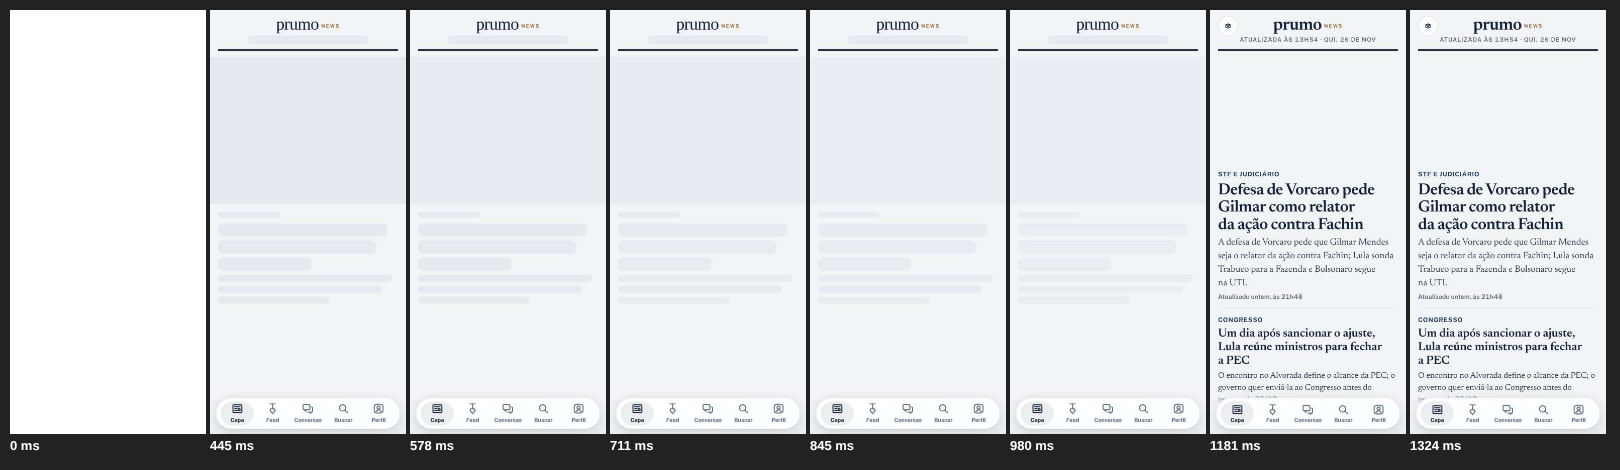 prumo NEWS
Capa Feed Conversas Buscar Perfil
prumo NEWS
Capa Feed Conversas Buscar Perfil
prumo NEWS
Capa Feed Conversas Buscar Perfil
prumo NEWS
Capa Feed Conversas Buscar Perfil
prumo NEWS
Capa Feed Conversas Buscar Perfil
prumo NEWS
ATUALIZADA ÀS 13H54 · QUI. 26 DE NOV
STF E JUDICIÁRIO
Defesa de Vorcaro pede
Gilmar como relator
da ação contra Fachin
A defesa de Vorcaro pede que Gilmar Mendes
seja o relator da ação contra Fachin; Lula sonda
Trabuco para a Fazenda e Bolsonaro segue
na UTI.
Atualizado ontem, às 21h48
CONGRESSO
Um dia após sancionar o ajuste,
Lula reúne ministros para fechar
a PEC
O encontro no Alvorada define o alcance da PEC; o
governo quer enviá-la ao Congresso antes do
Capa Feed Conversas Buscar Perfil
prumo NEWS
ATUALIZADA ÀS 13H54 · QUI. 26 DE NOV
STF E JUDICIÁRIO
Defesa de Vorcaro pede
Gilmar como relator
da ação contra Fachin
A defesa de Vorcaro pede que Gilmar Mendes
seja o relator da ação contra Fachin; Lula sonda
Trabuco para a Fazenda e Bolsonaro segue
na UTI.
Atualizado ontem, às 21h48
CONGRESSO
Um dia após sancionar o ajuste,
Lula reúne ministros para fechar
a PEC
O encontro no Alvorada define o alcance da PEC; o
governo quer enviá-la ao Congresso antes do
Capa Feed Conversas Buscar Perfil
0 ms
445 ms
578 ms
711 ms
845 ms
980 ms
1181 ms
1324 ms